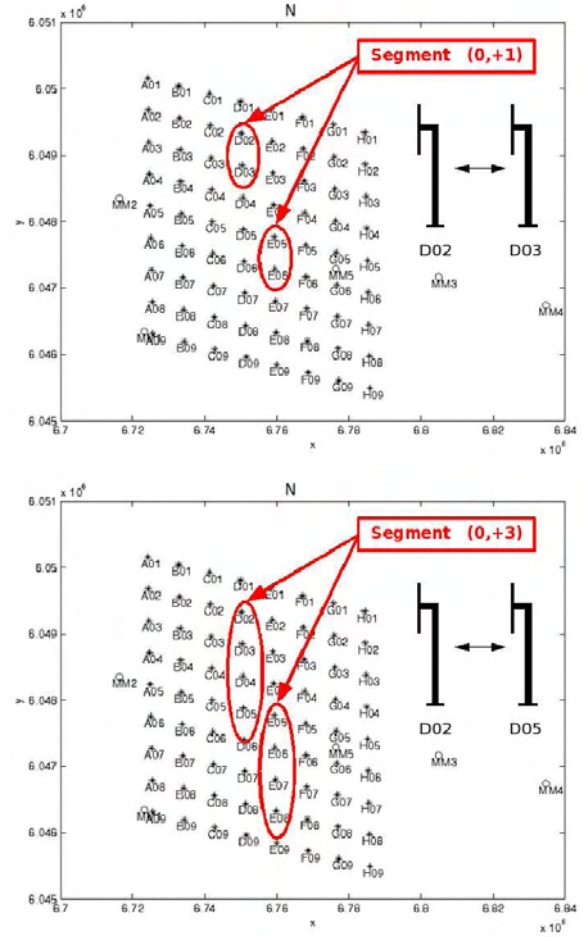 x 10⁶
N
6.051
6.05
6.049
6.048
6.047
6.046
6.045
y
Segment (0,+1)
A01 B01 C01 D01 E01 F01 G01 H01
A02 B02 C02 D02 E02 F02 G02 H02
A03 B03 C03 D03 E03 F03 G03 H03
A04 B04 C04 D04 F04 G04 H04
A05 B05 C05 D05 E05 F05 G05 H05
A06 B06 C06 D06 E06 F06 G06 H06
A07 B07 C07 D07 E07 F07 G07 H07
A08 B08 C08 D08 E08 F08 G08 H08
A09 B09 C09 D09 E09 F09 G09 H09
MM2
MM5
MM3
MM4
D02 D03
6.7 6.72 6.74 6.76 6.78 6.8 6.82 6.84
x
x 10⁶
x 10⁶
N
6.051
6.05
6.049
6.048
6.047
6.046
6.045
y
Segment (0,+3)
A01 B01 C01 D01 E01 F01 G01 H01
A02 B02 C02 D02 E02 F02 G02 H02
A03 B03 C03 D03 E03 F03 G03 H03
A04 B04 C04 D04 F04 G04 H04
A05 B05 C05 D05 E05 F05 G05 H05
A06 B06 C06 D06 E06 F06 G06 H06
A07 B07 C07 D07 E07 F07 G07 H07
A08 B08 C08 D08 E08 F08 G08 H08
A09 B09 C09 D09 E09 F09 G09 H09
MM2
MM5
MM3
MM4
D02 D05
6.7 6.72 6.74 6.76 6.78 6.8 6.82 6.84
x
x 10⁶